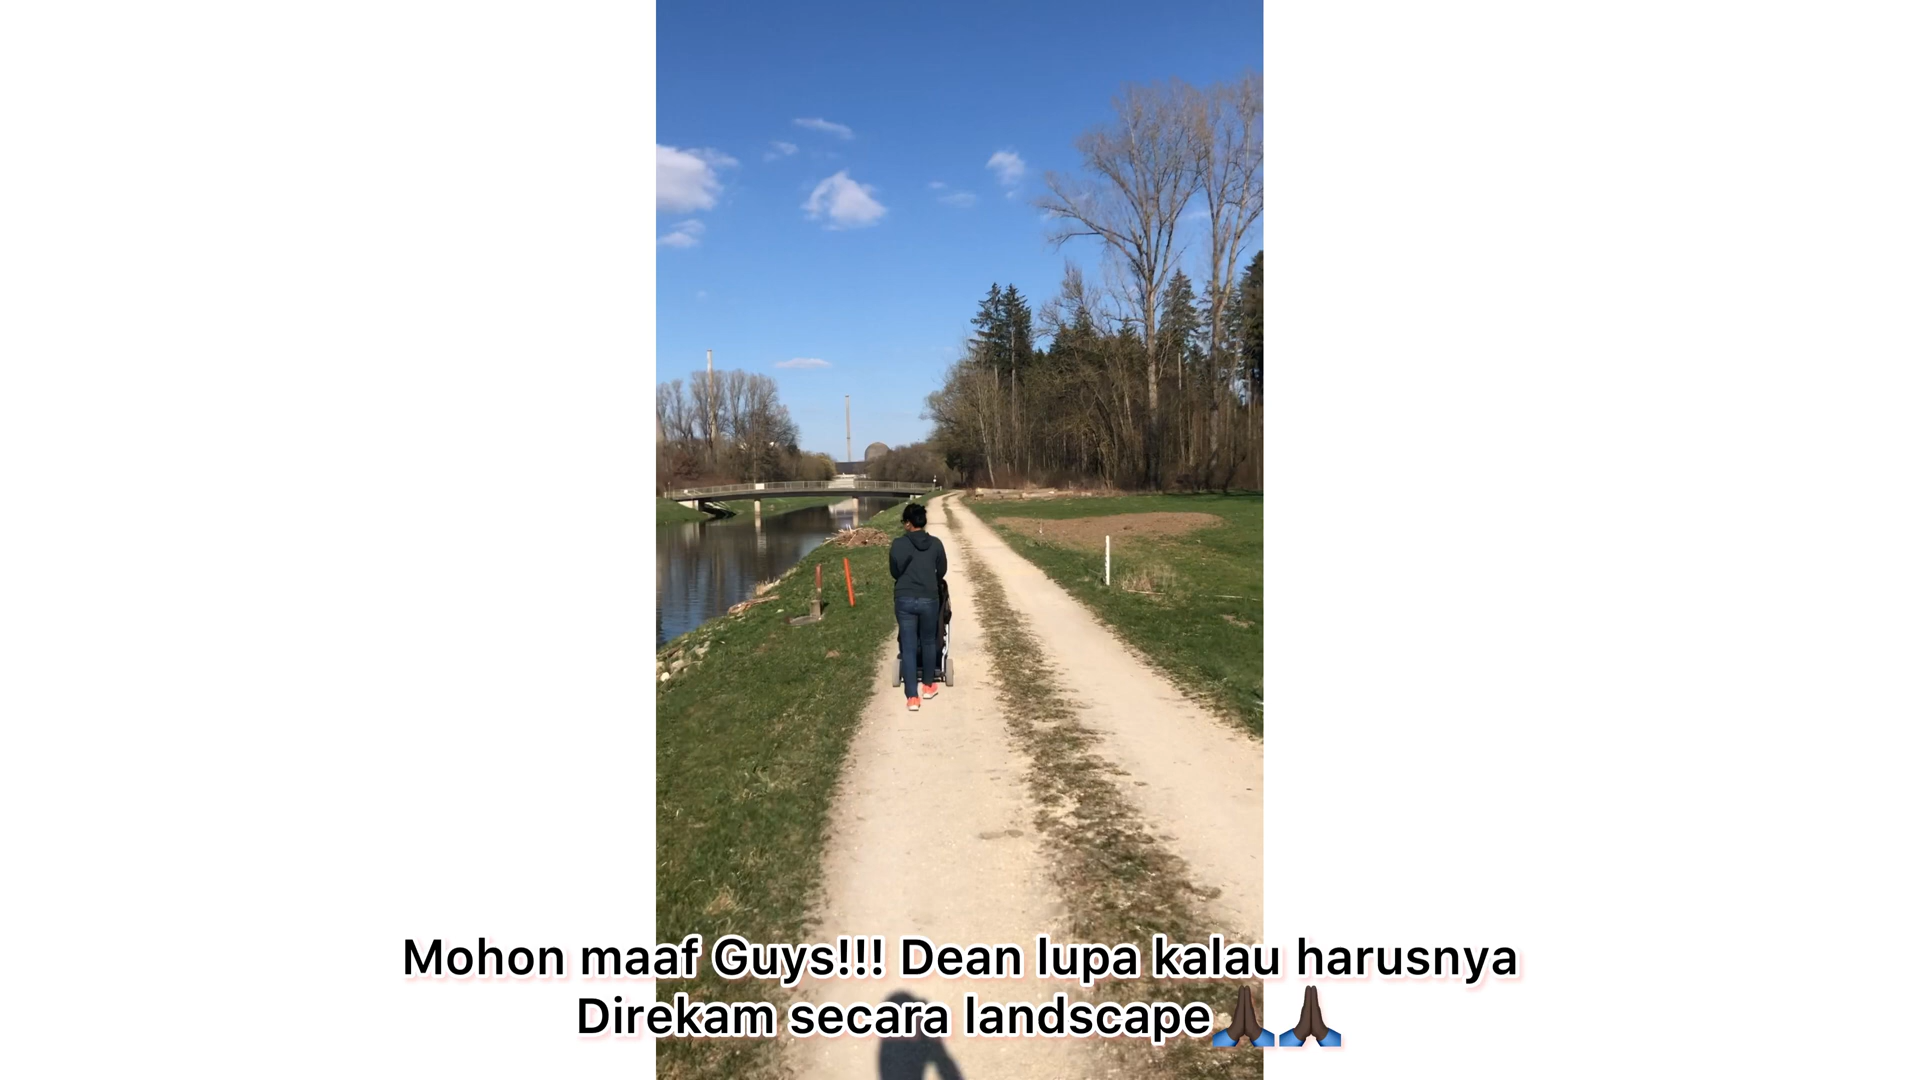 Mohon maaf Guys!!! Dean lupa kalau harusnya
Direkam secara landscape🙏🏿🙏🏿